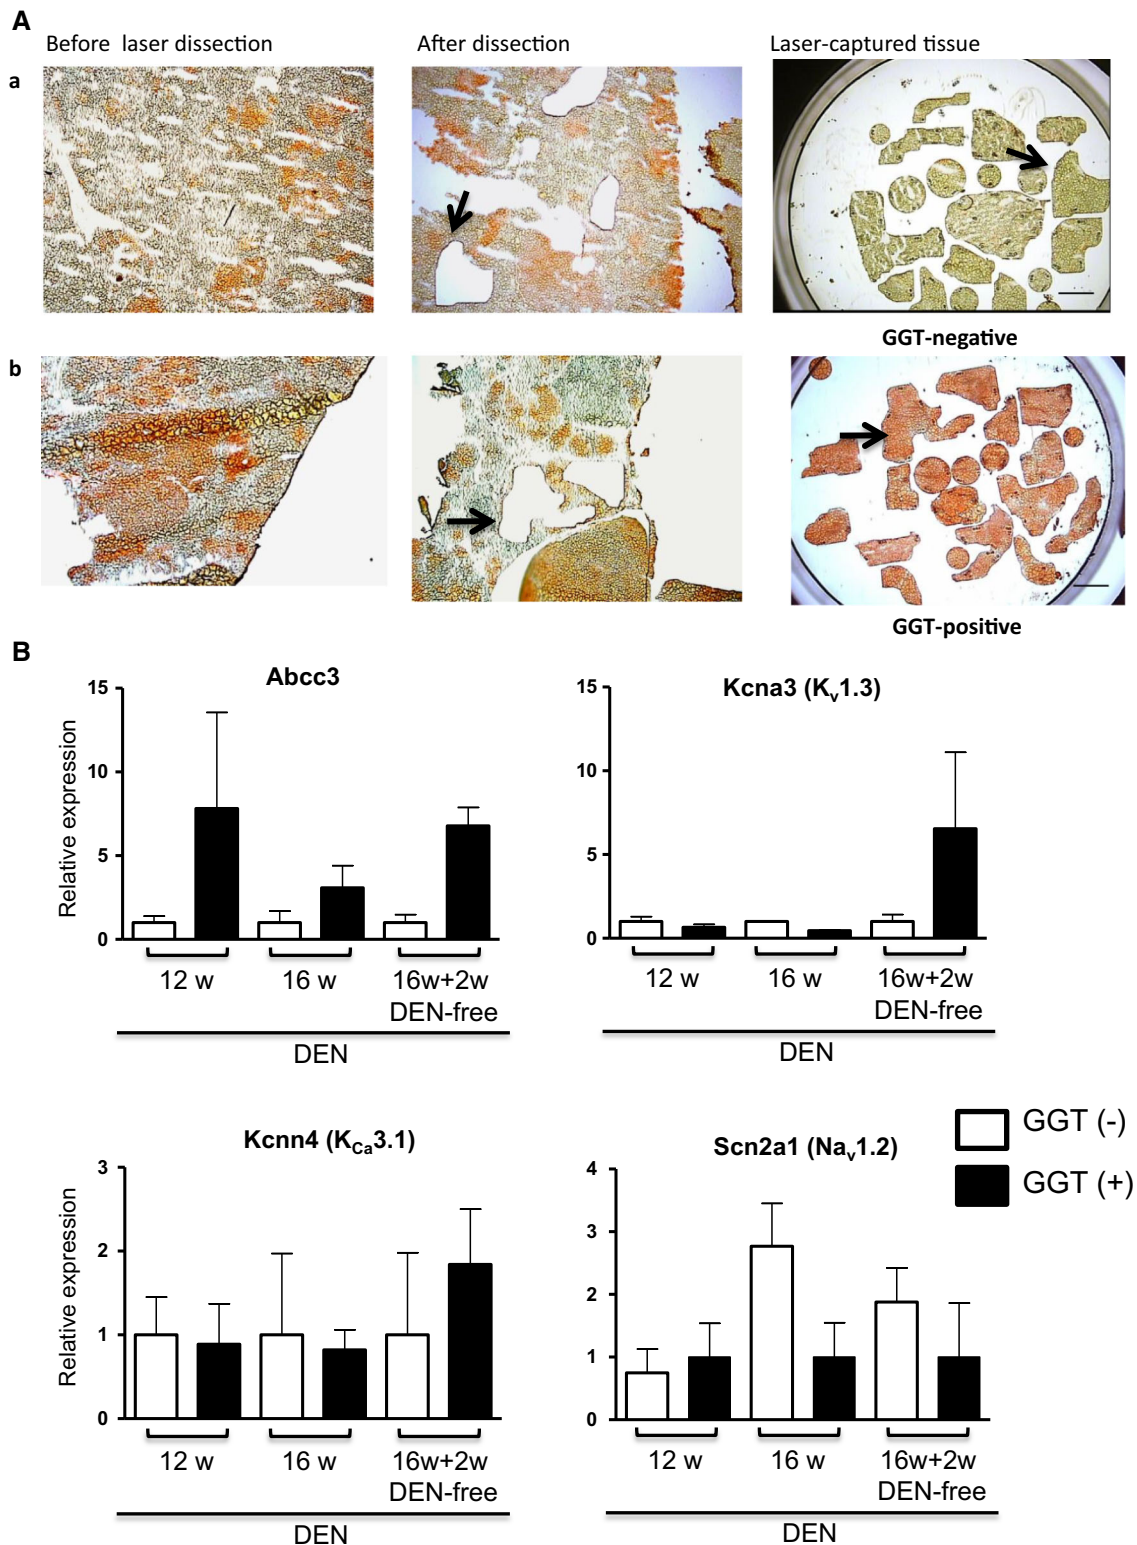 A
Before laser dissection
After dissection
Laser-captured tissue
a
GGT-negative
b
GGT-positive
B
Abcc3
Relative expression
15
10
5
0
12 w
16 w
16w+2w
DEN-free
DEN
Kcna3 (Kv1.3)
15
10
5
0
12 w
16 w
16w+2w
DEN-free
DEN
Kcnn4 (KCa3.1)
Relative expression
3
2
1
0
12 w
16 w
16w+2w
DEN-free
DEN
Scn2a1 (Nav1.2)
4
3
2
1
0
12 w
16 w
16w+2w
DEN-free
DEN
GGT (-)
GGT (+)